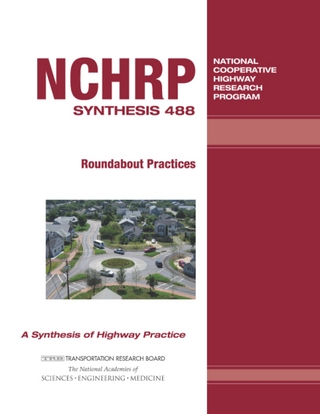 NCHRP
SYNTHESIS 488
NATIONAL
COOPERATIVE
HIGHWAY
RESEARCH
PROGRAM
Roundabout Practices
A Synthesis of Highway Practice
TRB TRANSPORTATION RESEARCH BOARD
The National Academies of
SCIENCES • ENGINEERING • MEDICINE